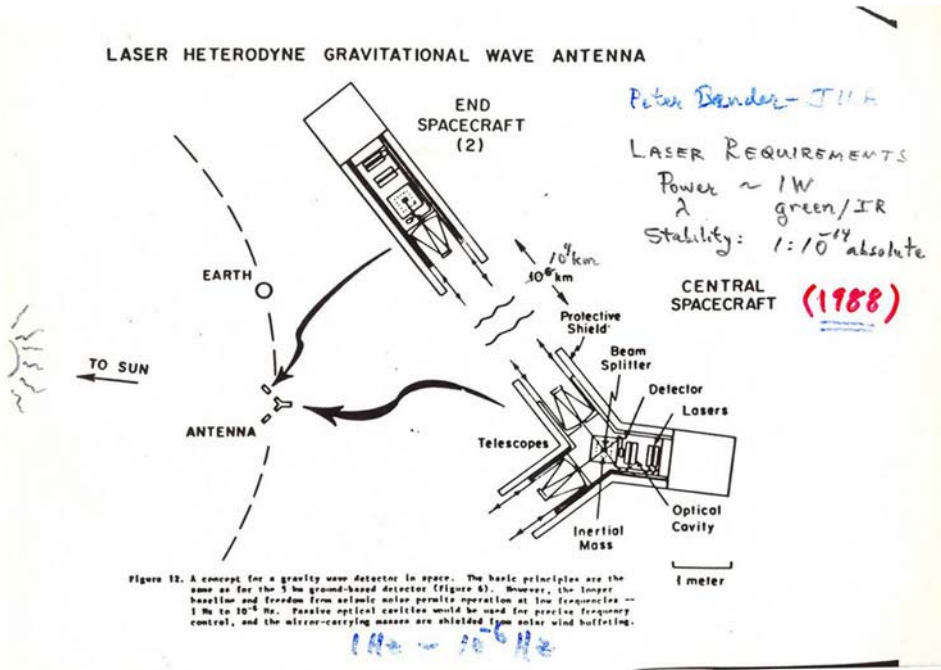 LASER HETERODYNE GRAVITATIONAL WAVE ANTENNA
END
SPACECRAFT
(2)
Peter Bender - JILA
LASER REQUIREMENTS
Power ~ 1W
λ green/IR
Stability: 1:10⁻¹⁴ absolute
EARTH
10⁴km
10⁶ km
CENTRAL
SPACECRAFT
(1988)
Protective
Shield
Beam
Splitter
Detector
Lasers
TO SUN
ANTENNA
Telescopes
Optical
Cavity
Inertial
Mass
1 meter
Figure 12. A concept for a gravity wave detector in space. The basic principles are the
same as for the 5 km ground-based detector (Figure 6). However, the longer
baseline and freedom from seismic noise permits operation at low frequencies --
1 Hz to 10⁻⁶ Hz. Passive optical cavities would be used for precise frequency
control, and the mirror-carrying masses are shielded from solar wind buffeting.
1Hz - 10⁻⁶ Hz